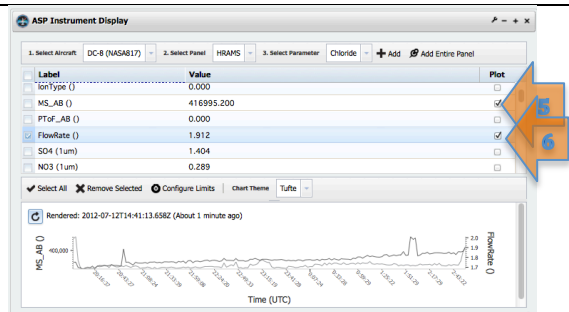 ASP Instrument Display
1. Select Aircraft DC-8 (NASA817) 2. Select Panel HRAMS 3. Select Parameter Chloride Add Add Entire Panel
Label Value Plot
IonType () 0.000
MS_AB () 416995.200
PToF_AB () 0.000
FlowRate () 1.912
SO4 (1um) 1.404
NO3 (1um) 0.289
5
6
Select All Remove Selected Configure Limits Chart Theme Tufte
Rendered: 2012-07-12T14:41:13.658Z (About 1 minute ago)
MS_AB ()
400,000
2.0
1.9
1.8
1.7
FlowRate ()
Time (UTC)